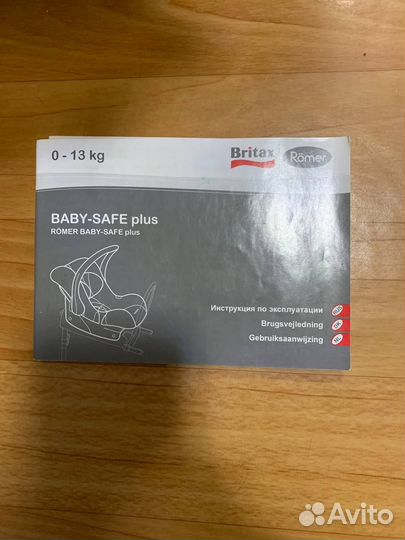 0 - 13 kg
Britax Römer
BABY-SAFE plus
RÖMER BABY-SAFE plus
Инструкция по эксплуатации
Brugsvejledning
Gebruiksaanwijzing
Avito